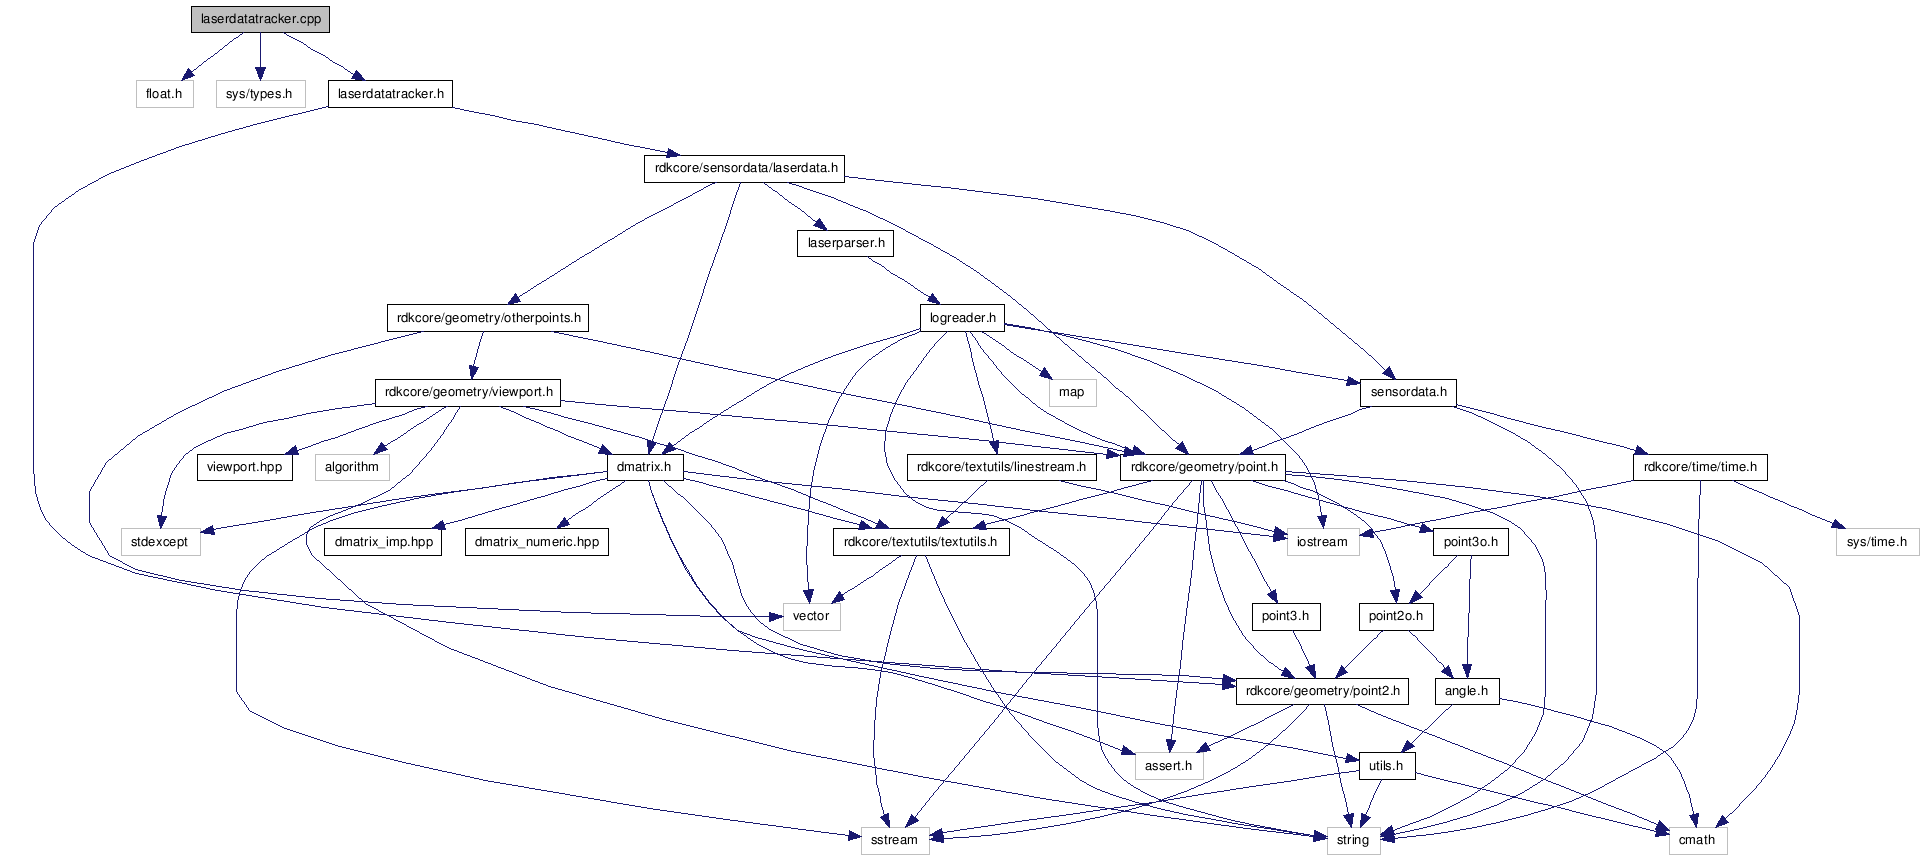 laserdatatracker.cpp
float.h
sys/types.h
laserdatatracker.h
rdkcore/sensordata/laserdata.h
laserparser.h
rdkcore/geometry/otherpoints.h
logreader.h
rdkcore/geometry/viewport.h
map
sensordata.h
viewport.hpp
algorithm
dmatrix.h
rdkcore/textutils/linestream.h
rdkcore/geometry/point.h
rdkcore/time/time.h
stdexcept
dmatrix_imp.hpp
dmatrix_numeric.hpp
rdkcore/textutils/textutils.h
iostream
point3o.h
sys/time.h
vector
point3.h
point2o.h
rdkcore/geometry/point2.h
angle.h
assert.h
utils.h
sstream
string
cmath